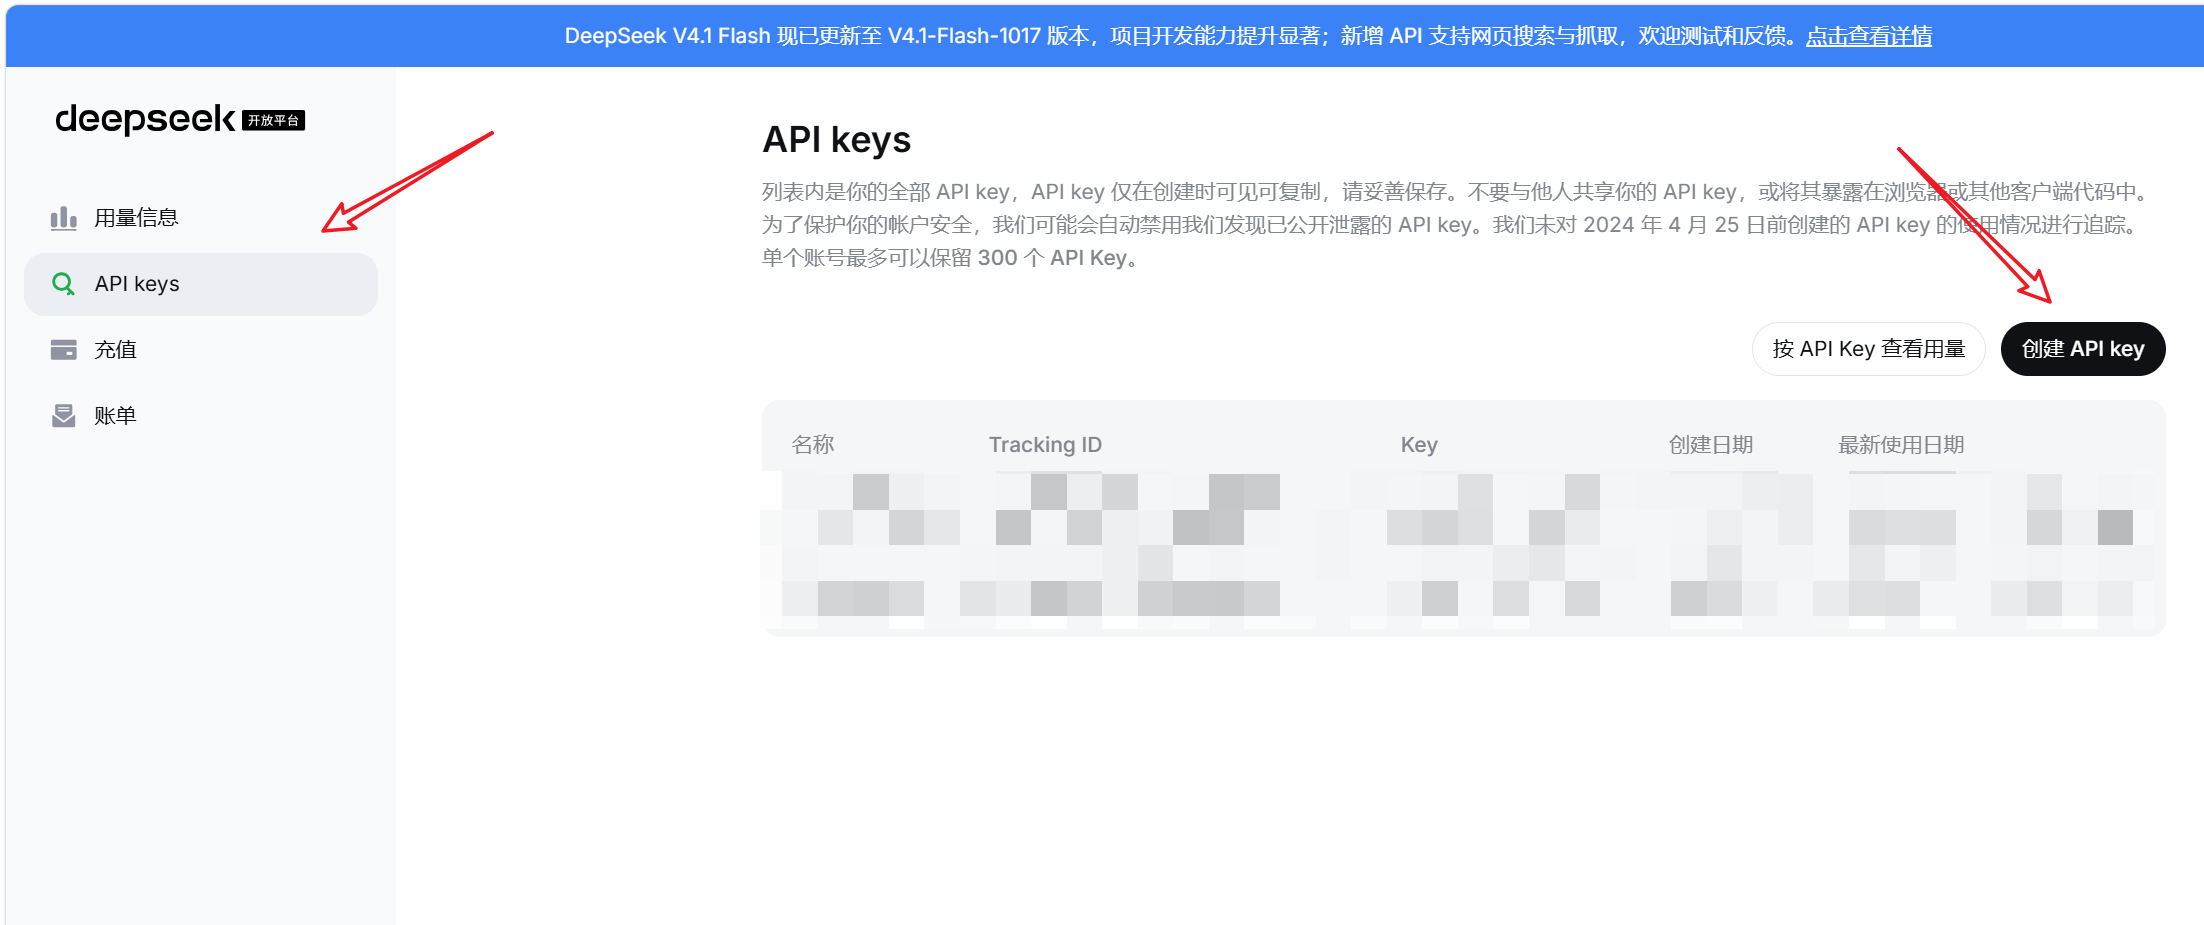 DeepSeek V4.1 Flash 现已更新至 V4.1-Flash-1017 版本，项目开发能力提升显著；新增 API 支持网页搜索与抓取，欢迎测试和反馈。点击查看详情
deepseek 开放平台
用量信息
API keys
充值
账单
API keys
列表内是你的全部 API key，API key 仅在创建时可见可复制，请妥善保存。不要与他人共享你的 API key，或将其暴露在浏览器或其他客户端代码中。
为了保护你的帐户安全，我们可能会自动禁用我们发现已公开泄露的 API key。我们未对 2024 年 4 月 25 日前创建的 API key 的使用情况进行追踪。
单个账号最多可以保留 300 个 API Key。
按 API Key 查看用量 创建 API key
名称 Tracking ID Key 创建日期 最新使用日期